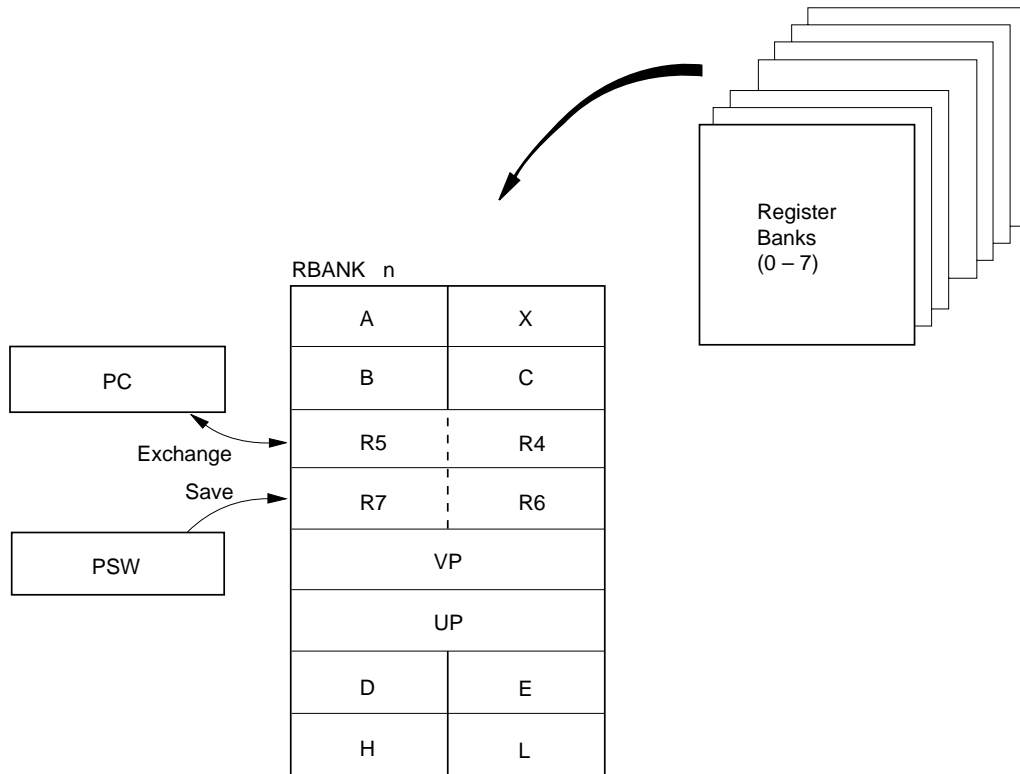 Register
Banks
(0 – 7)
RBANK n
A X
PC
B C
R5 R4
Exchange
Save
R7 R6
PSW
VP
UP
D E
H L